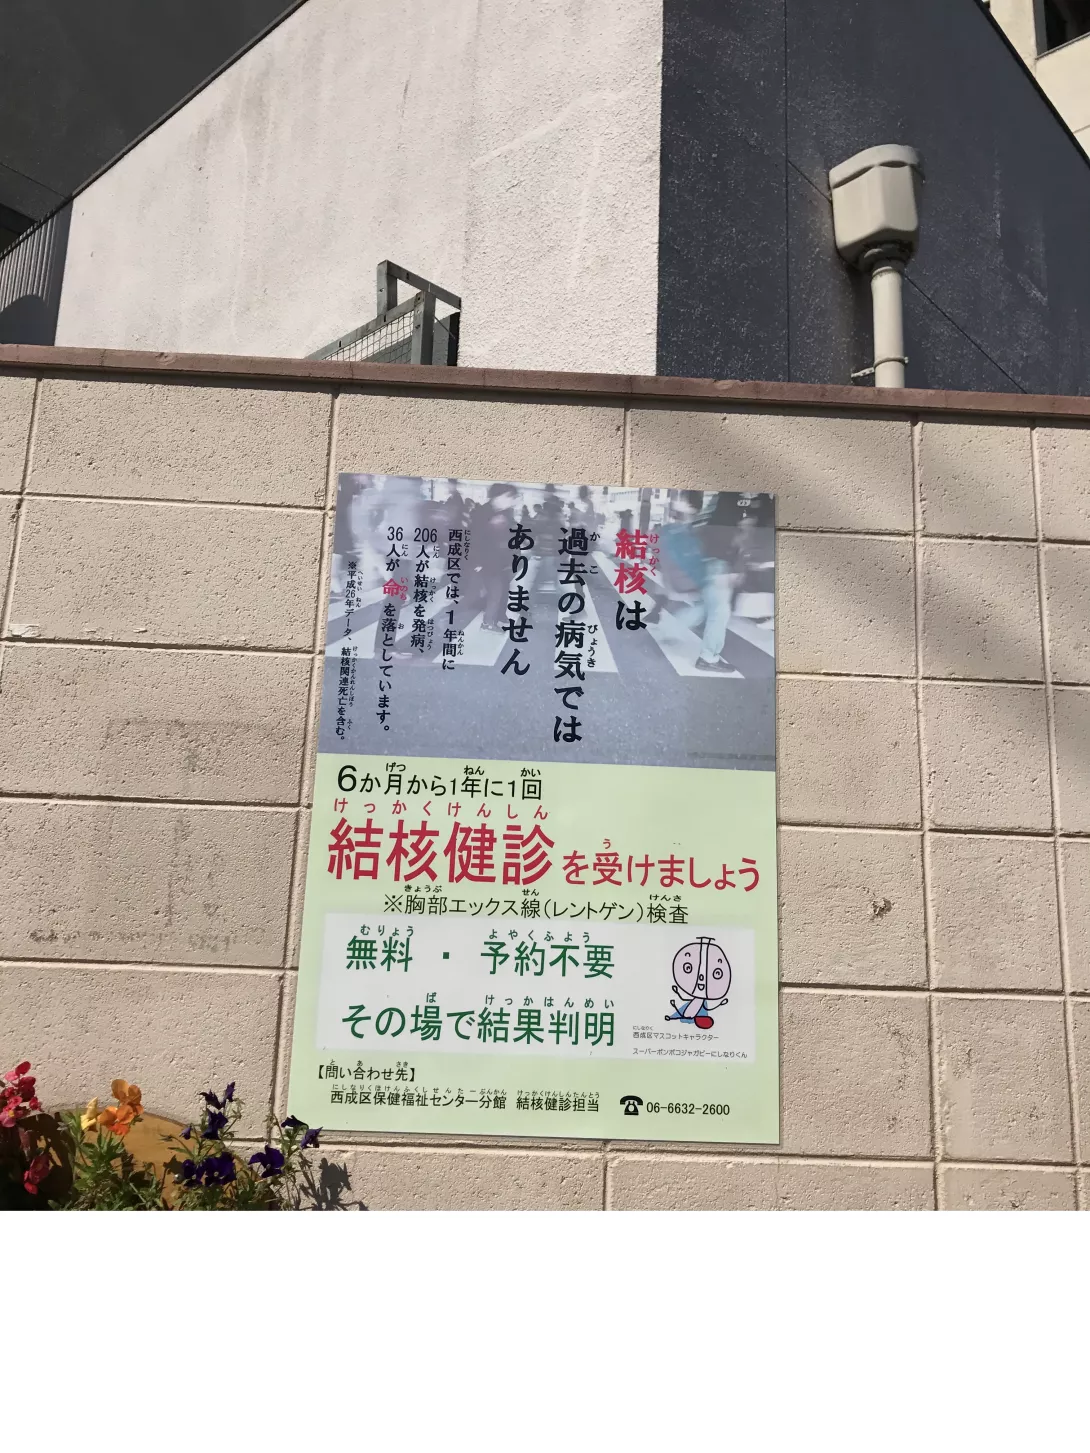 結核は
過去の病気では
ありません
西成区では、1年間に
206人が結核を発病、
36人が命を落としています。
※平成26年データ、結核関連死亡を含む。
6か月から1年に1回
結核健診を受けましょう
※胸部エックス線(レントゲン)検査
無料・予約不要
その場で結果判明
西成区マスコットキャラクター
スーパーポンポコジャガピーにしなりくん
【問い合わせ先】
西成区保健福祉センター分館 結核健診担当 ☎06-6632-2600